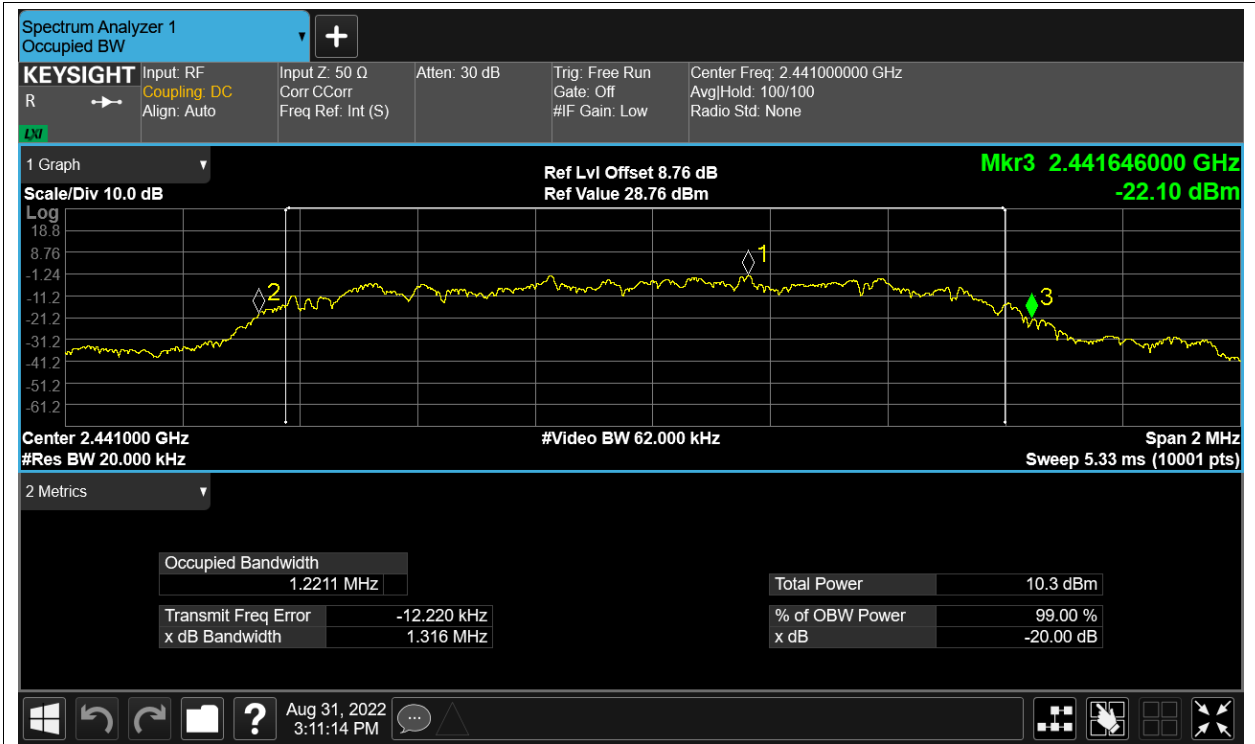 Spectrum Analyzer 1
Occupied BW
KEYSIGHT
R
LXI
Input: RF
Coupling: DC
Align: Auto
Input Z: 50 Ω
Corr CCorr
Freq Ref: Int (S)
Atten: 30 dB
Trig: Free Run
Gate: Off
#IF Gain: Low
Center Freq: 2.441000000 GHz
Avg|Hold: 100/100
Radio Std: None
1 Graph
Scale/Div 10.0 dB
Ref Lvl Offset 8.76 dB
Ref Value 28.76 dBm
Mkr3 2.441646000 GHz
-22.10 dBm
Log
18.8
8.76
-1.24
-11.2
-21.2
-31.2
-41.2
-51.2
-61.2
1
2
3
Center 2.441000 GHz
#Video BW 62.000 kHz
Span 2 MHz
#Res BW 20.000 kHz
Sweep 5.33 ms (10001 pts)
2 Metrics
Occupied Bandwidth
1.2211 MHz
Transmit Freq Error -12.220 kHz
x dB Bandwidth 1.316 MHz
Total Power 10.3 dBm
% of OBW Power 99.00 %
x dB -20.00 dB
?
Aug 31, 2022
3:11:14 PM